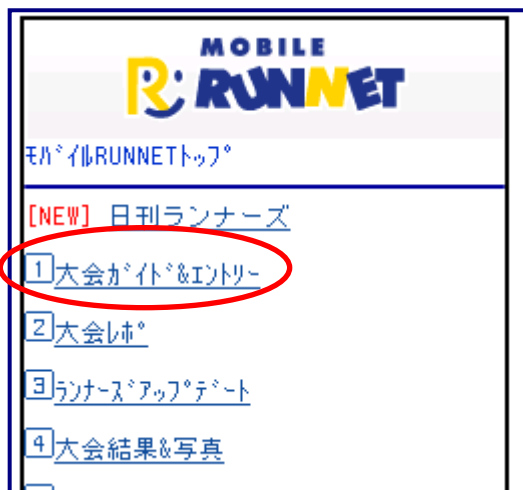 MOBILE
RUNNET
ﾓﾊﾞｲﾙRUNNETﾄｯﾌﾟ
[NEW] 日刊ランナーズ
1大会ｶﾞｲﾄﾞ&ｴﾝﾄﾘｰ
2大会ﾚﾎﾟ
3ﾗﾝﾅｰｽﾞｱｯﾌﾟﾃﾞｰﾄ
4大会結果&写真